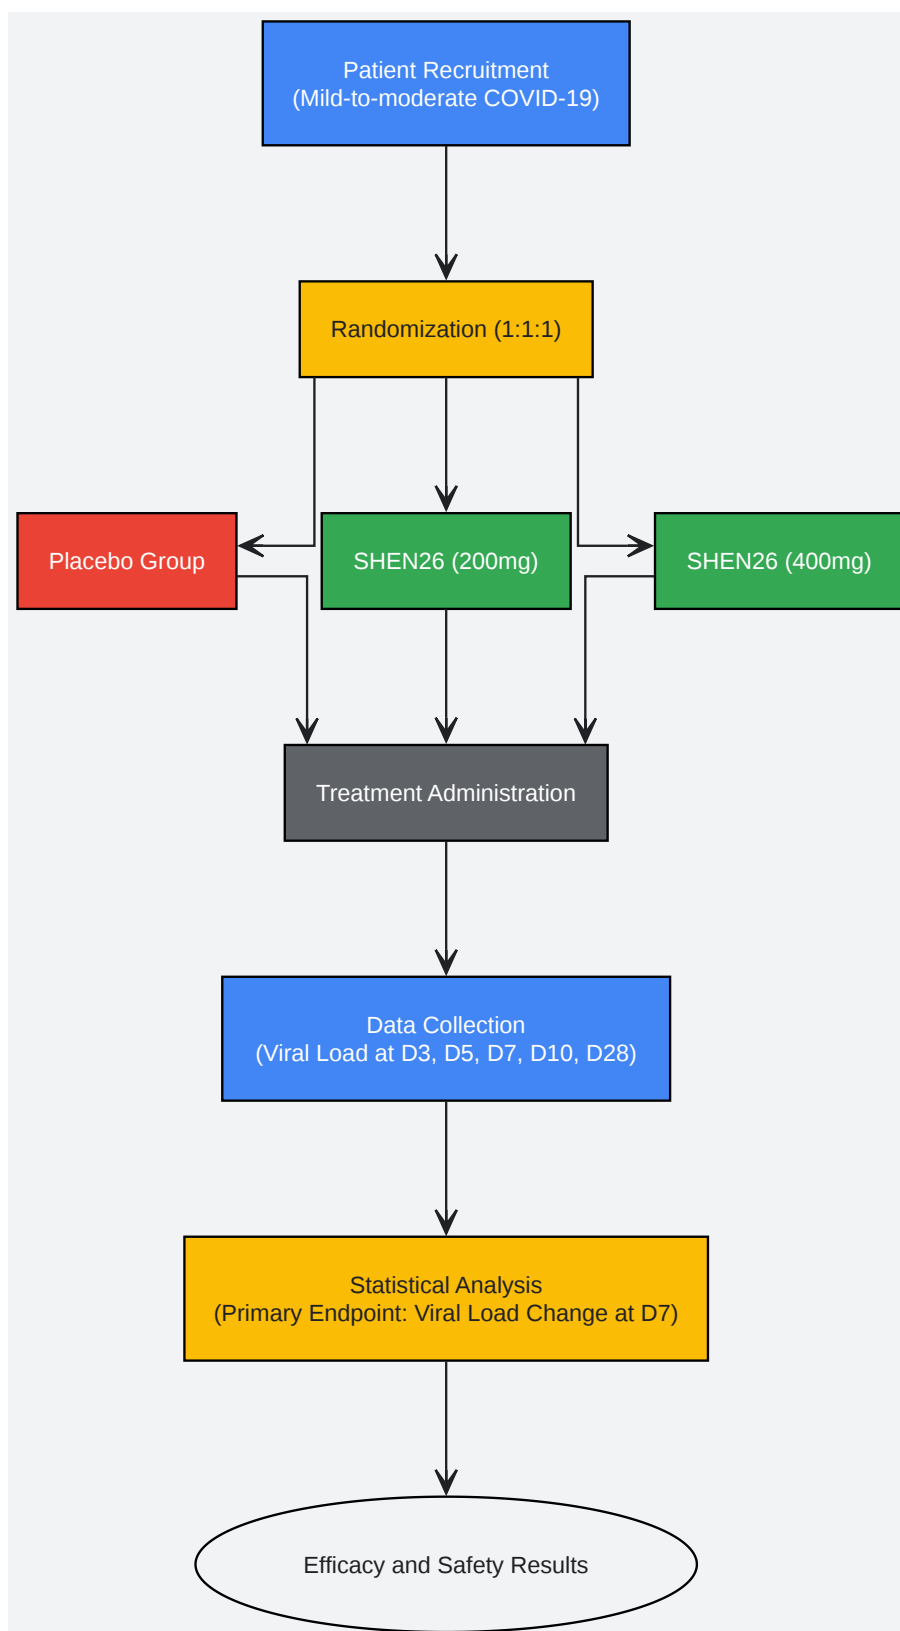 Patient Recruitment
(Mild-to-moderate COVID-19)
Randomization (1:1:1)
Placebo Group
SHEN26 (200mg)
SHEN26 (400mg)
Treatment Administration
Data Collection
(Viral Load at D3, D5, D7, D10, D28)
Statistical Analysis
(Primary Endpoint: Viral Load Change at D7)
Efficacy and Safety Results